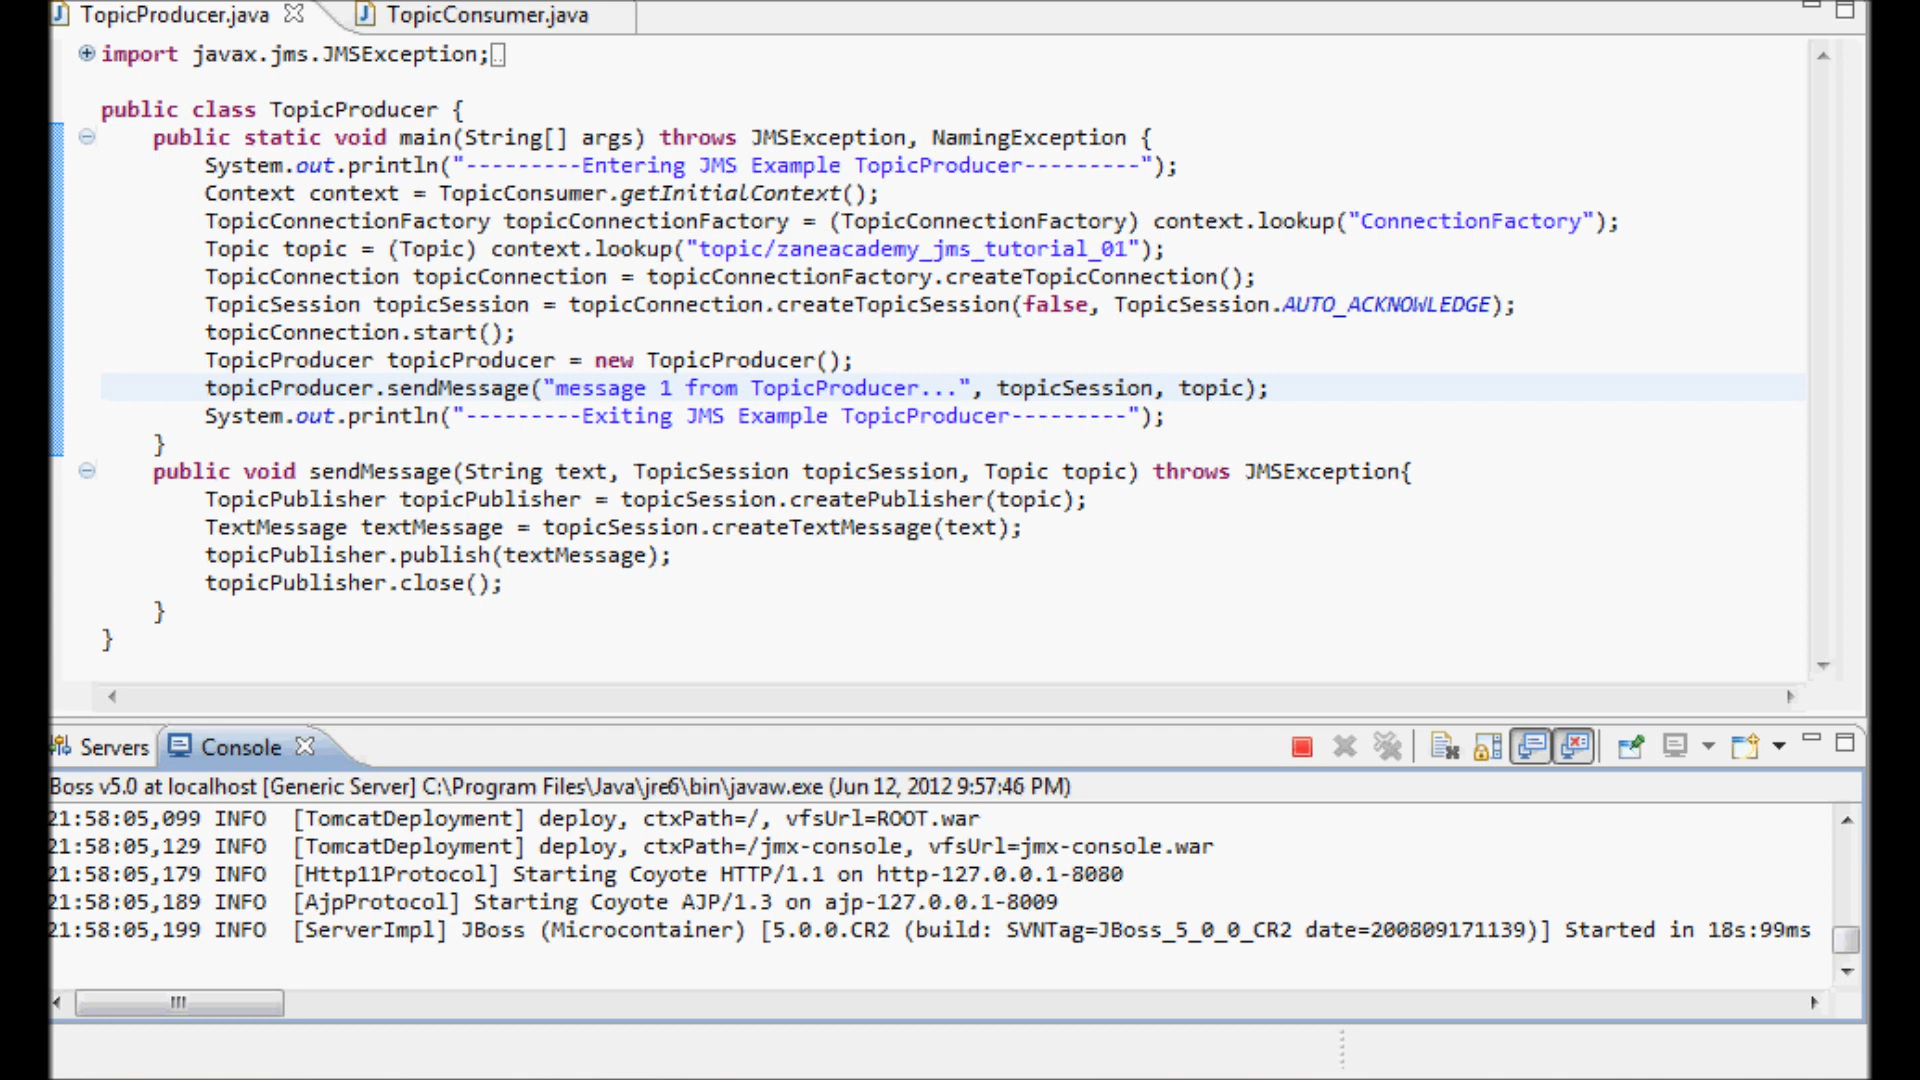 TopicProducer.java TopicConsumer.java
import javax.jms.JMSException;
public class TopicProducer {
public static void main(String[] args) throws JMSException, NamingException {
System.out.println("---------Entering JMS Example TopicProducer---------");
Context context = TopicConsumer.getInitialContext();
TopicConnectionFactory topicConnectionFactory = (TopicConnectionFactory) context.lookup("ConnectionFactory");
Topic topic = (Topic) context.lookup("topic/zaneacademy_jms_tutorial_01");
TopicConnection topicConnection = topicConnectionFactory.createTopicConnection();
TopicSession topicSession = topicConnection.createTopicSession(false, TopicSession.AUTO_ACKNOWLEDGE);
topicConnection.start();
TopicProducer topicProducer = new TopicProducer();
topicProducer.sendMessage("message 1 from TopicProducer...", topicSession, topic);
System.out.println("---------Exiting JMS Example TopicProducer---------");
}
public void sendMessage(String text, TopicSession topicSession, Topic topic) throws JMSException{
TopicPublisher topicPublisher = topicSession.createPublisher(topic);
TextMessage textMessage = topicSession.createTextMessage(text);
topicPublisher.publish(textMessage);
topicPublisher.close();
}
}
Servers Console
Boss v5.0 at localhost [Generic Server] C:\Program Files\Java\jre6\bin\javaw.exe (Jun 12, 2012 9:57:46 PM)
21:58:05,099 INFO [TomcatDeployment] deploy, ctxPath=/, vfsUrl=ROOT.war
21:58:05,129 INFO [TomcatDeployment] deploy, ctxPath=/jmx-console, vfsUrl=jmx-console.war
21:58:05,179 INFO [Http11Protocol] Starting Coyote HTTP/1.1 on http-127.0.0.1-8080
21:58:05,189 INFO [AjpProtocol] Starting Coyote AJP/1.3 on ajp-127.0.0.1-8009
21:58:05,199 INFO [ServerImpl] JBoss (Microcontainer) [5.0.0.CR2 (build: SVNTag=JBoss_5_0_0_CR2 date=200809171139)] Started in 18s:99ms